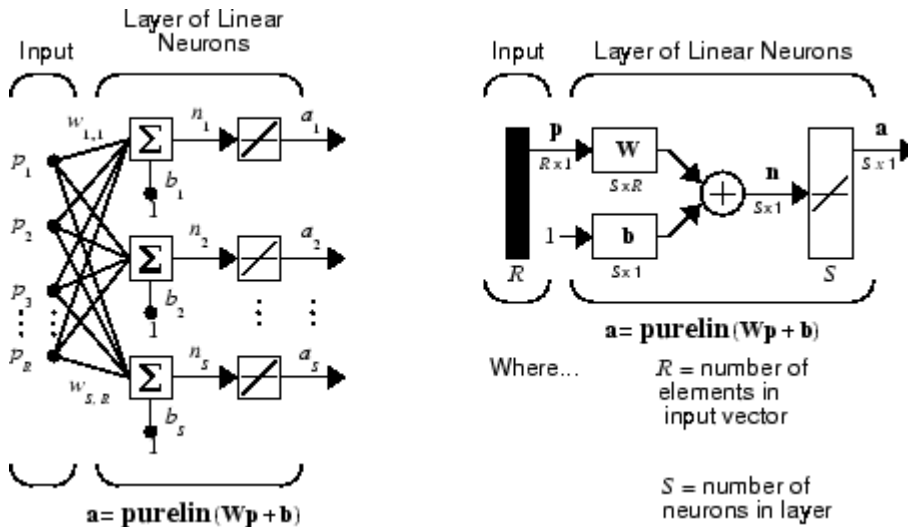 Layer of Linear
Neurons
Input
w1,1
n1
a1
p1
Σ
b1
1
p2
n2
a2
Σ
p3
b2
1
pR
nS
aS
Σ
wS, R
bS
1
a= purelin(Wp + b)
Input
Layer of Linear Neurons
p
W
a
R x 1
S x R
S x 1
n
S x 1
1
b
S x 1
R
S
a= purelin(Wp + b)
Where...
R = number of
elements in
input vector
S = number of
neurons in layer